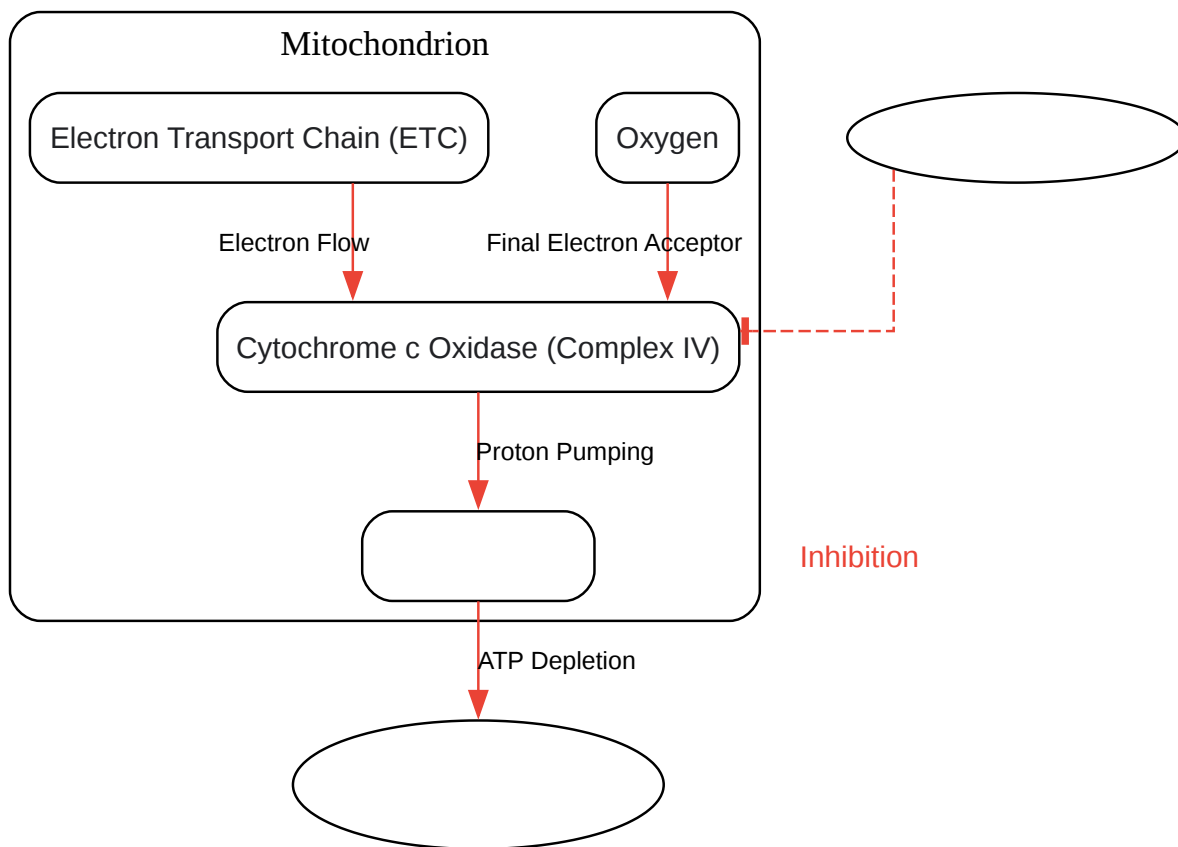 Mitochondrion
Electron Transport Chain (ETC)
Oxygen
Electron Flow
Final Electron Acceptor
Cytochrome c Oxidase (Complex IV)
Proton Pumping
Inhibition
ATP Depletion